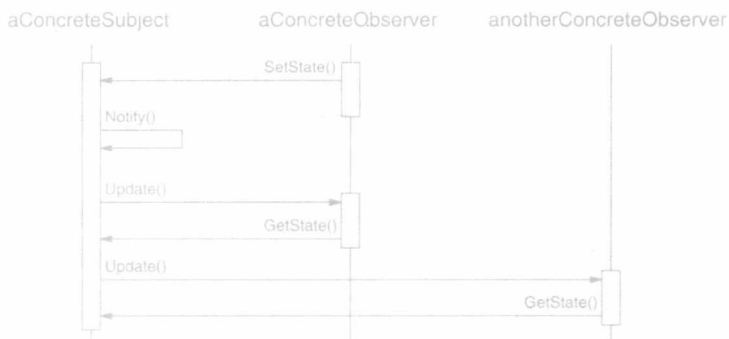 aConcreteSubject aConcreteObserver anotherConcreteObserver
SetState()
Notify()
Update()
GetState()
Update()
GetState()